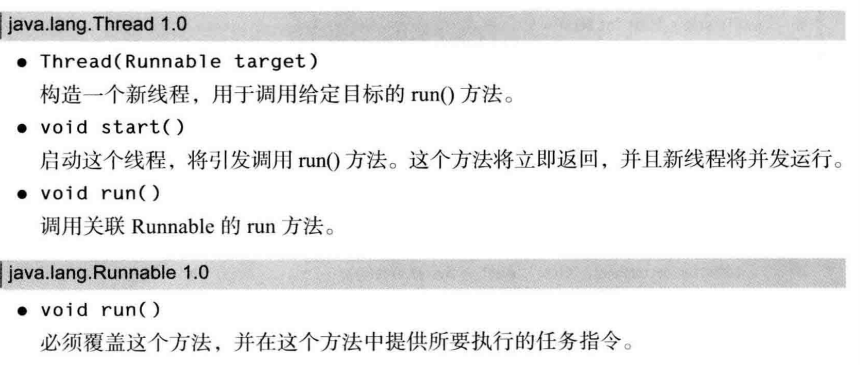 java.lang.Thread 1.0
● Thread(Runnable target)
构造一个新线程，用于调用给定目标的 run() 方法。
● void start()
启动这个线程，将引发调用 run() 方法。这个方法将立即返回，并且新线程将并发运行。
● void run()
调用关联 Runnable 的 run 方法。
java.lang.Runnable 1.0
● void run()
必须覆盖这个方法，并在这个方法中提供所要执行的任务指令。